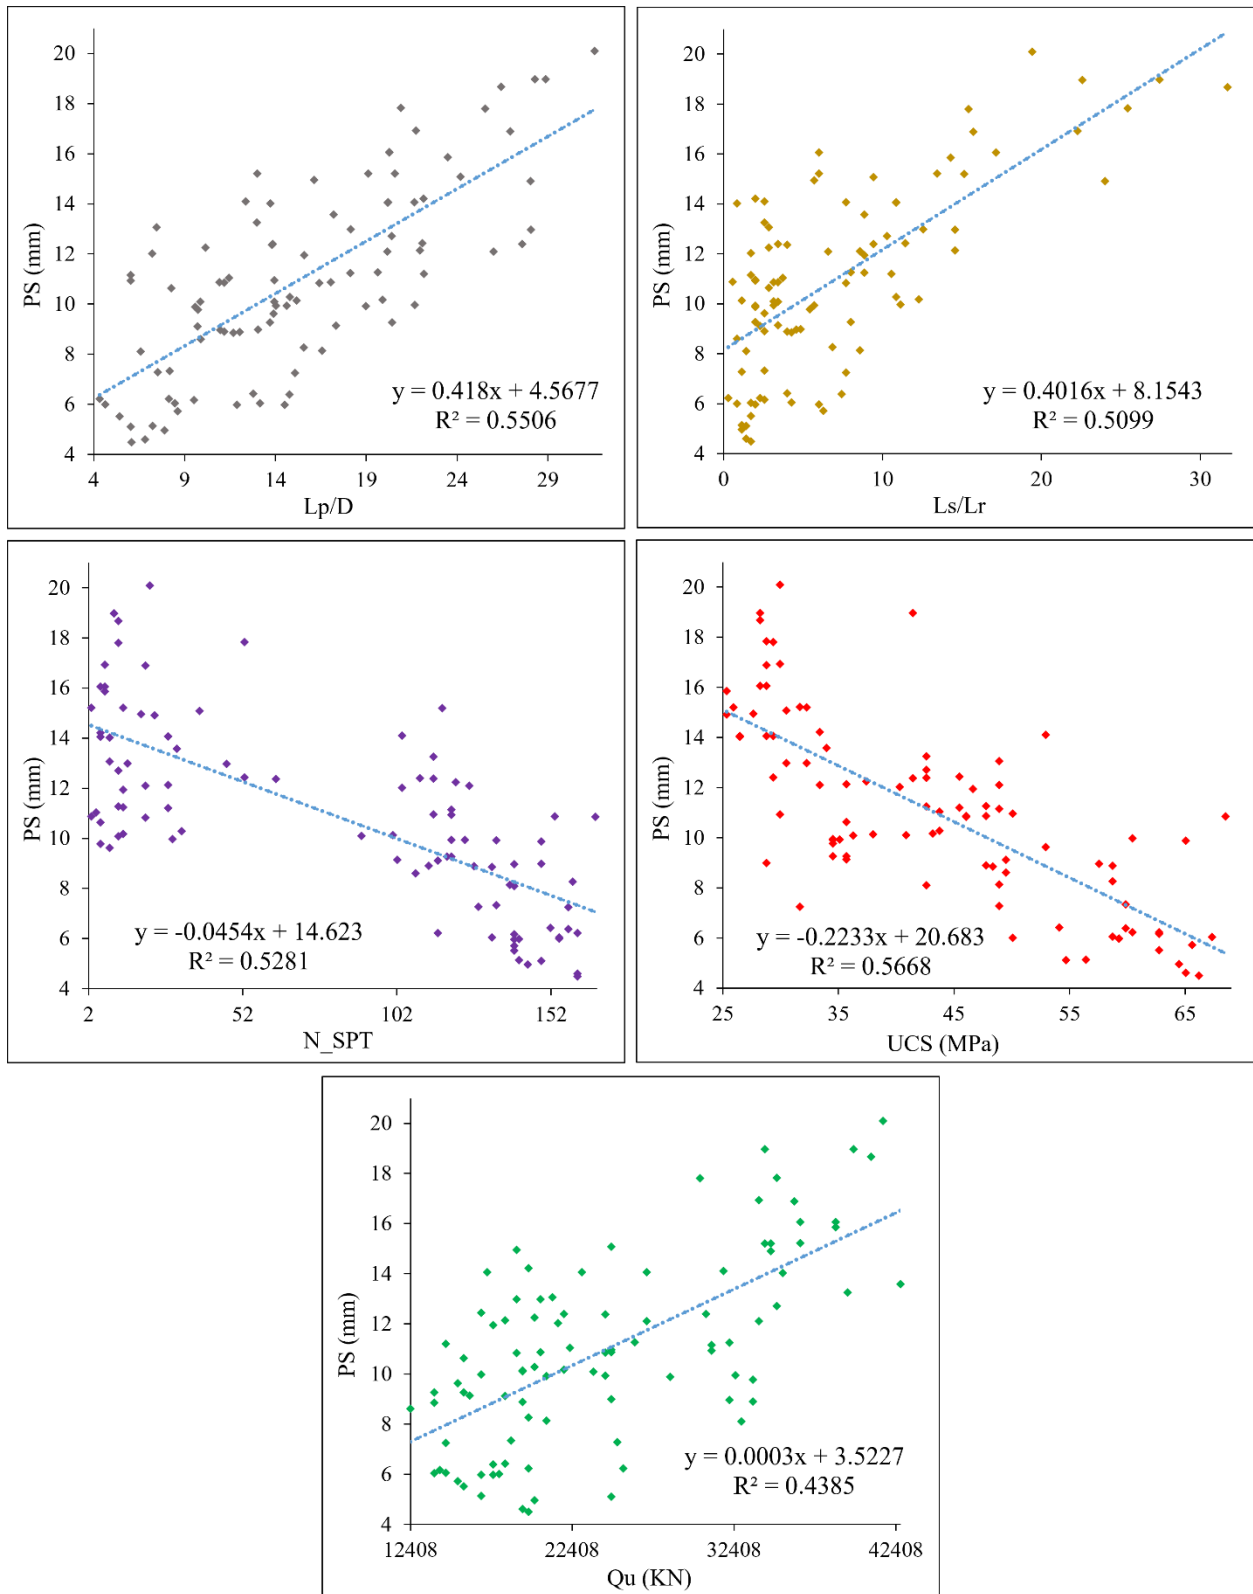 20
18
16
14
12
10
8
6
4
PS (mm)
y = 0.418x + 4.5677
R² = 0.5506
4 9 14 19 24 29
Lp/D
20
18
16
14
12
10
8
6
4
PS (mm)
y = 0.4016x + 8.1543
R² = 0.5099
0 10 20 30
Ls/Lr
20
18
16
14
12
10
8
6
4
PS (mm)
y = -0.0454x + 14.623
R² = 0.5281
2 52 102 152
N_SPT
20
18
16
14
12
10
8
6
4
PS (mm)
y = -0.2233x + 20.683
R² = 0.5668
25 35 45 55 65
UCS (MPa)
20
18
16
14
12
10
8
6
4
PS (mm)
y = 0.0003x + 3.5227
R² = 0.4385
12408 22408 32408 42408
Qu (KN)